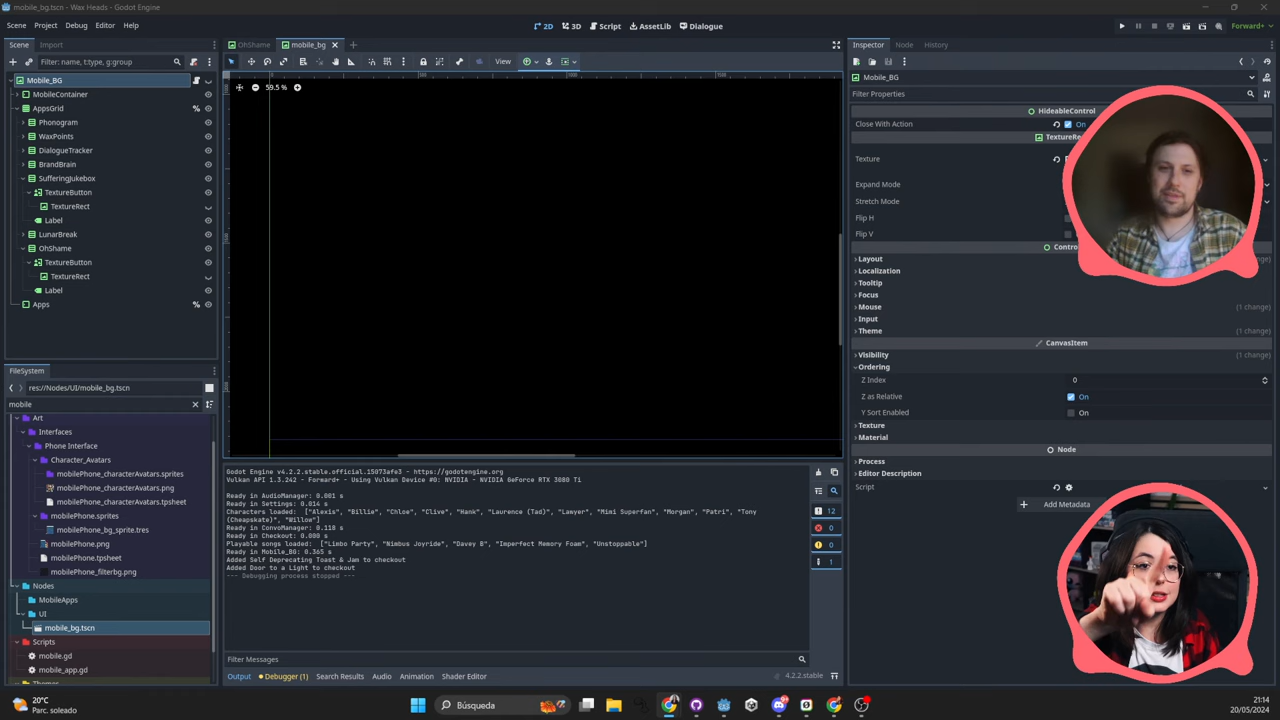 mobile_bg.tscn - Wax Heads - Godot Engine
Scene Project Debug Editor Help
2D 3D Script AssetLib Dialogue
Forward+
Scene Import
Filter: name, t:type, g:group
Mobile_BG
MobileContainer
AppsGrid
Phonogram
WaxPoints
DialogueTracker
BrandBrain
SufferingJukebox
TextureButton
TextureRect
Label
LunarBreak
OhShame
TextureButton
TextureRect
Label
Apps
FileSystem
res://Nodes/UI/mobile_bg.tscn
mobile
Art
Interfaces
Phone Interface
Character_Avatars
mobilePhone_characterAvatars.sprites
mobilePhone_characterAvatars.png
mobilePhone_characterAvatars.tpsheet
mobilePhone.sprites
mobilePhone_bg_sprite.tres
mobilePhone.png
mobilePhone.tpsheet
mobilePhone_filterbg.png
Nodes
MobileApps
UI
mobile_bg.tscn
Scripts
mobile.gd
mobile_app.gd
OhShame mobile_bg
View
59.5 %
0 500 1000 1500
Godot Engine v4.2.2.stable.official.15073afe3 - https://godotengine.org
Vulkan API 1.3.242 - Forward+ - Using Vulkan Device #0: NVIDIA - NVIDIA GeForce RTX 3080 Ti
Ready in AudioManager: 0.001 s
Ready in Settings: 0.014 s
Characters loaded: ["Alexis", "Billie", "Chloe", "Clive", "Hank", "Laurence (Tad)", "Lawyer", "Mimi Superfan", "Morgan", "Patri", "Tony
(Cheapskate)", "Willow"]
Ready in ConvoManager: 0.118 s
Ready in Checkout: 0.000 s
Playable songs loaded: ["Limbo Party", "Nimbus Joyride", "Davey B", "Imperfect Memory Foam", "Unstoppable"]
Ready in Mobile_BG: 0.365 s
Added Self Deprecating Toast & Jam to checkout
Added Door to a Light to checkout
--- Debugging process stopped ---
12
0
0
1
Filter Messages
Output Debugger (1) Search Results Audio Animation Shader Editor
4.2.2.stable
Inspector Node History
Mobile_BG
Filter Properties
HideableControl
Close With Action On
Texture
Expand Mode
Stretch Mode
Flip H
Flip V
Layout
Localization
Tooltip
Focus
Mouse (1 change)
Input
Theme (1 change)
CanvasItem
Visibility (1 change)
Ordering
Z Index 0
Z as Relative On
Y Sort Enabled On
Texture
Material
Node
Process
Editor Description
Script
Add Metadata
20°C
Parc. soleado
Búsqueda
21:14
20/05/2024